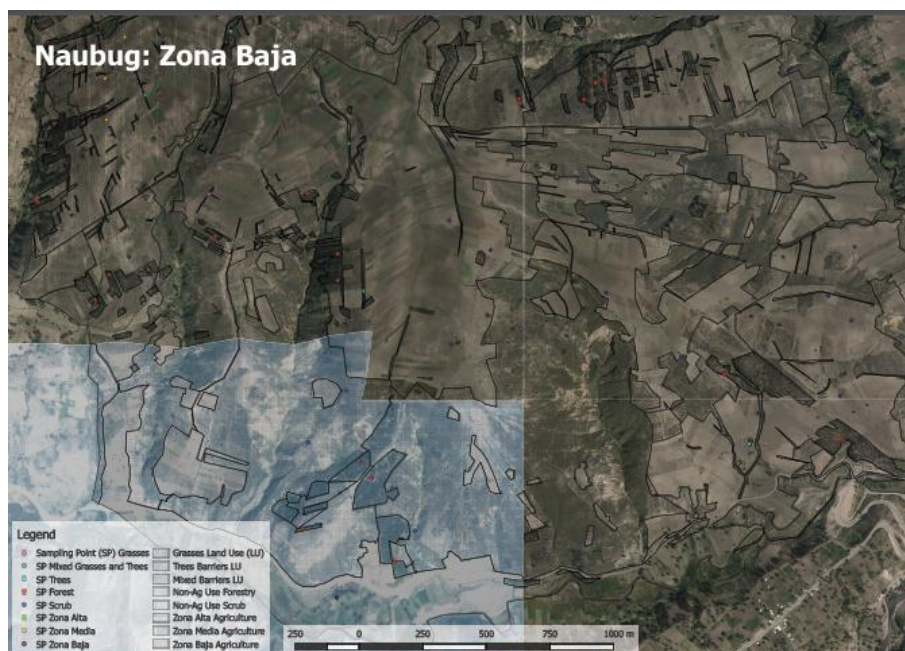 Naubug: Zona Baja
Legend
Sampling Point (SP) Grasses
SP Mixed Grasses and Trees
SP Trees
SP Forest
SP Scrub
SP Zona Alta
SP Zona Media
SP Zona Baja
Grasses Land Use (LU)
Trees Barriers LU
Mixed Barriers LU
Non-Ag Use Forestry
Non-Ag Use Scrub
Zona Alta Agriculture
Zona Media Agriculture
Zona Baja Agriculture
250 0 250 500 750 1000 m